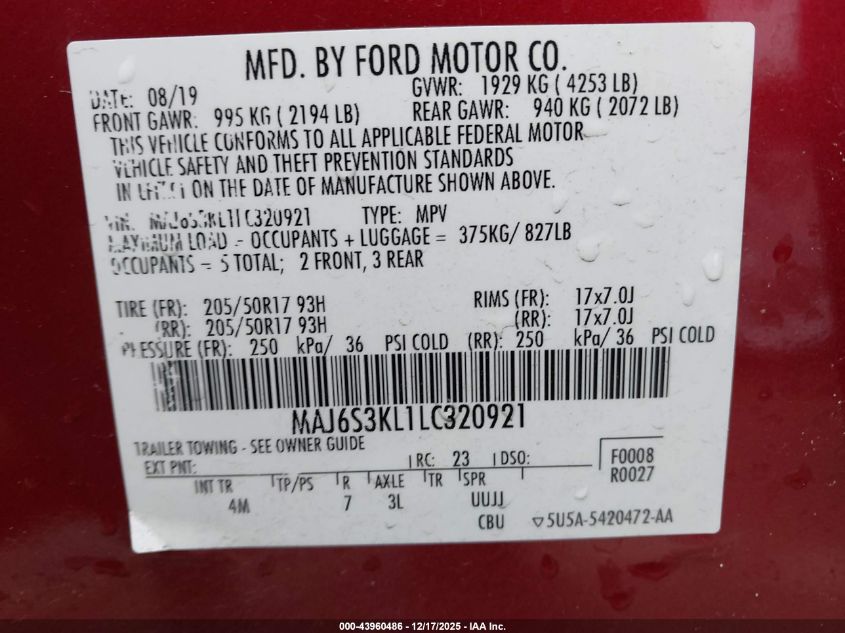 MFD. BY FORD MOTOR CO.
DATE: 08/19 GVWR: 1929 KG ( 4253 LB)
FRONT GAWR: 995 KG ( 2194 LB) REAR GAWR: 940 KG ( 2072 LB)
THIS VEHICLE CONFORMS TO ALL APPLICABLE FEDERAL MOTOR
VEHICLE SAFETY AND THEFT PREVENTION STANDARDS
IN EFFECT ON THE DATE OF MANUFACTURE SHOWN ABOVE.
VIN: MAJ6S3KL1LC320921 TYPE: MPV
MAXIMUM LOAD = OCCUPANTS + LUGGAGE = 375KG/ 827LB
OCCUPANTS = 5 TOTAL; 2 FRONT, 3 REAR
TIRE (FR): 205/50R17 93H RIMS (FR): 17x7.0J
(RR): 205/50R17 93H (RR): 17x7.0J
PRESSURE (FR): 250 kPa/ 36 PSI COLD (RR): 250 kPa/ 36 PSI COLD
MAJ6S3KL1LC320921
TRAILER TOWING - SEE OWNER GUIDE
EXT PNT: RC: 23 DSO: F0008
R0027
INT TR TP/PS R AXLE TR SPR
4M 7 3L UUJJ
CBU ▽5U5A-5420472-AA
000-43960486 - 12/17/2025 - IAA Inc.